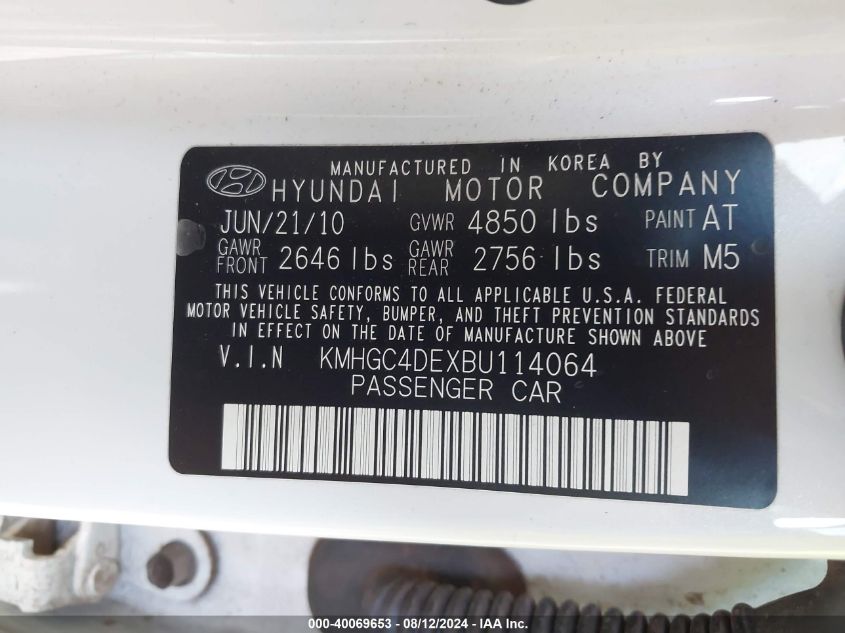 MANUFACTURED IN KOREA BY
HYUNDAI MOTOR COMPANY
JUN/21/10 GVWR 4850 lbs PAINT AT
GAWR FRONT 2646 lbs GAWR REAR 2756 lbs TRIM M5
THIS VEHICLE CONFORMS TO ALL APPLICABLE U.S.A. FEDERAL
MOTOR VEHICLE SAFETY, BUMPER, AND THEFT PREVENTION STANDARDS
IN EFFECT ON THE DATE OF MANUFACTURE SHOWN ABOVE
V.I.N KMHGC4DEXBU114064
PASSENGER CAR
000-40069653 - 08/12/2024 - IAA Inc.